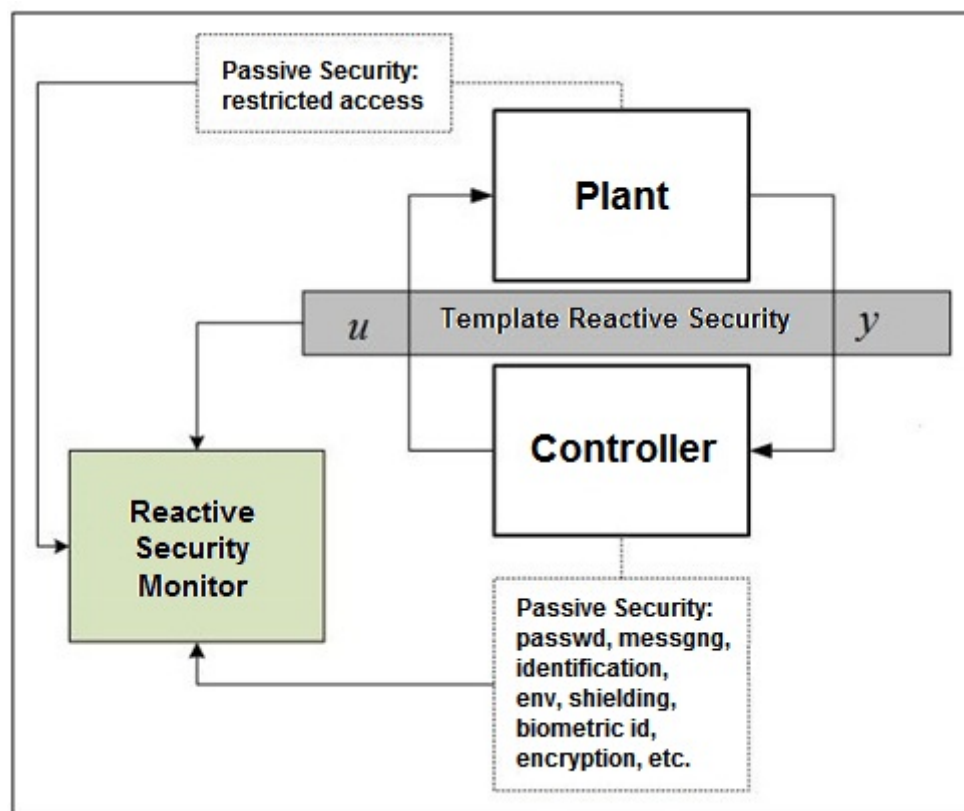 Passive Security:
restricted access
Plant
u
Template Reactive Security
y
Controller
Reactive
Security
Monitor
Passive Security:
passwd, messgng,
identification,
env, shielding,
biometric id,
encryption, etc.